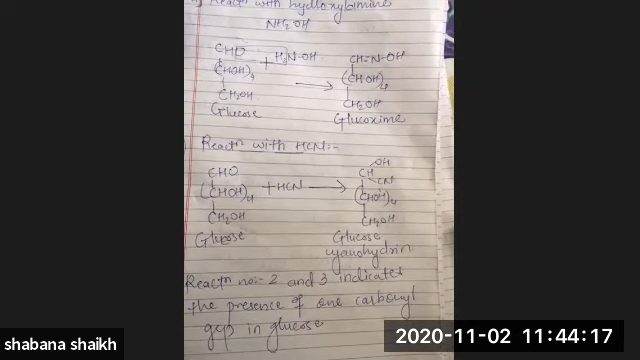 React^n with hydroxylamine
NH2OH
CHO
+ H2N-OH
CH=N-OH
(CHOH)4
(CHOH)4
CH2OH
CH2OH
Glucose
Glucoxime
React^n with HCN:-
CHO
+ HCN
CH
OH
CN
(CHOH)4
(CHOH)4
CH2OH
CH2OH
Glucose
Glucose
cyanohydrin
React^n no:- 2 and 3 indicates
the presence of one carbonyl
grp in glucose
shabana shaikh
2020-11-02 11:44:17